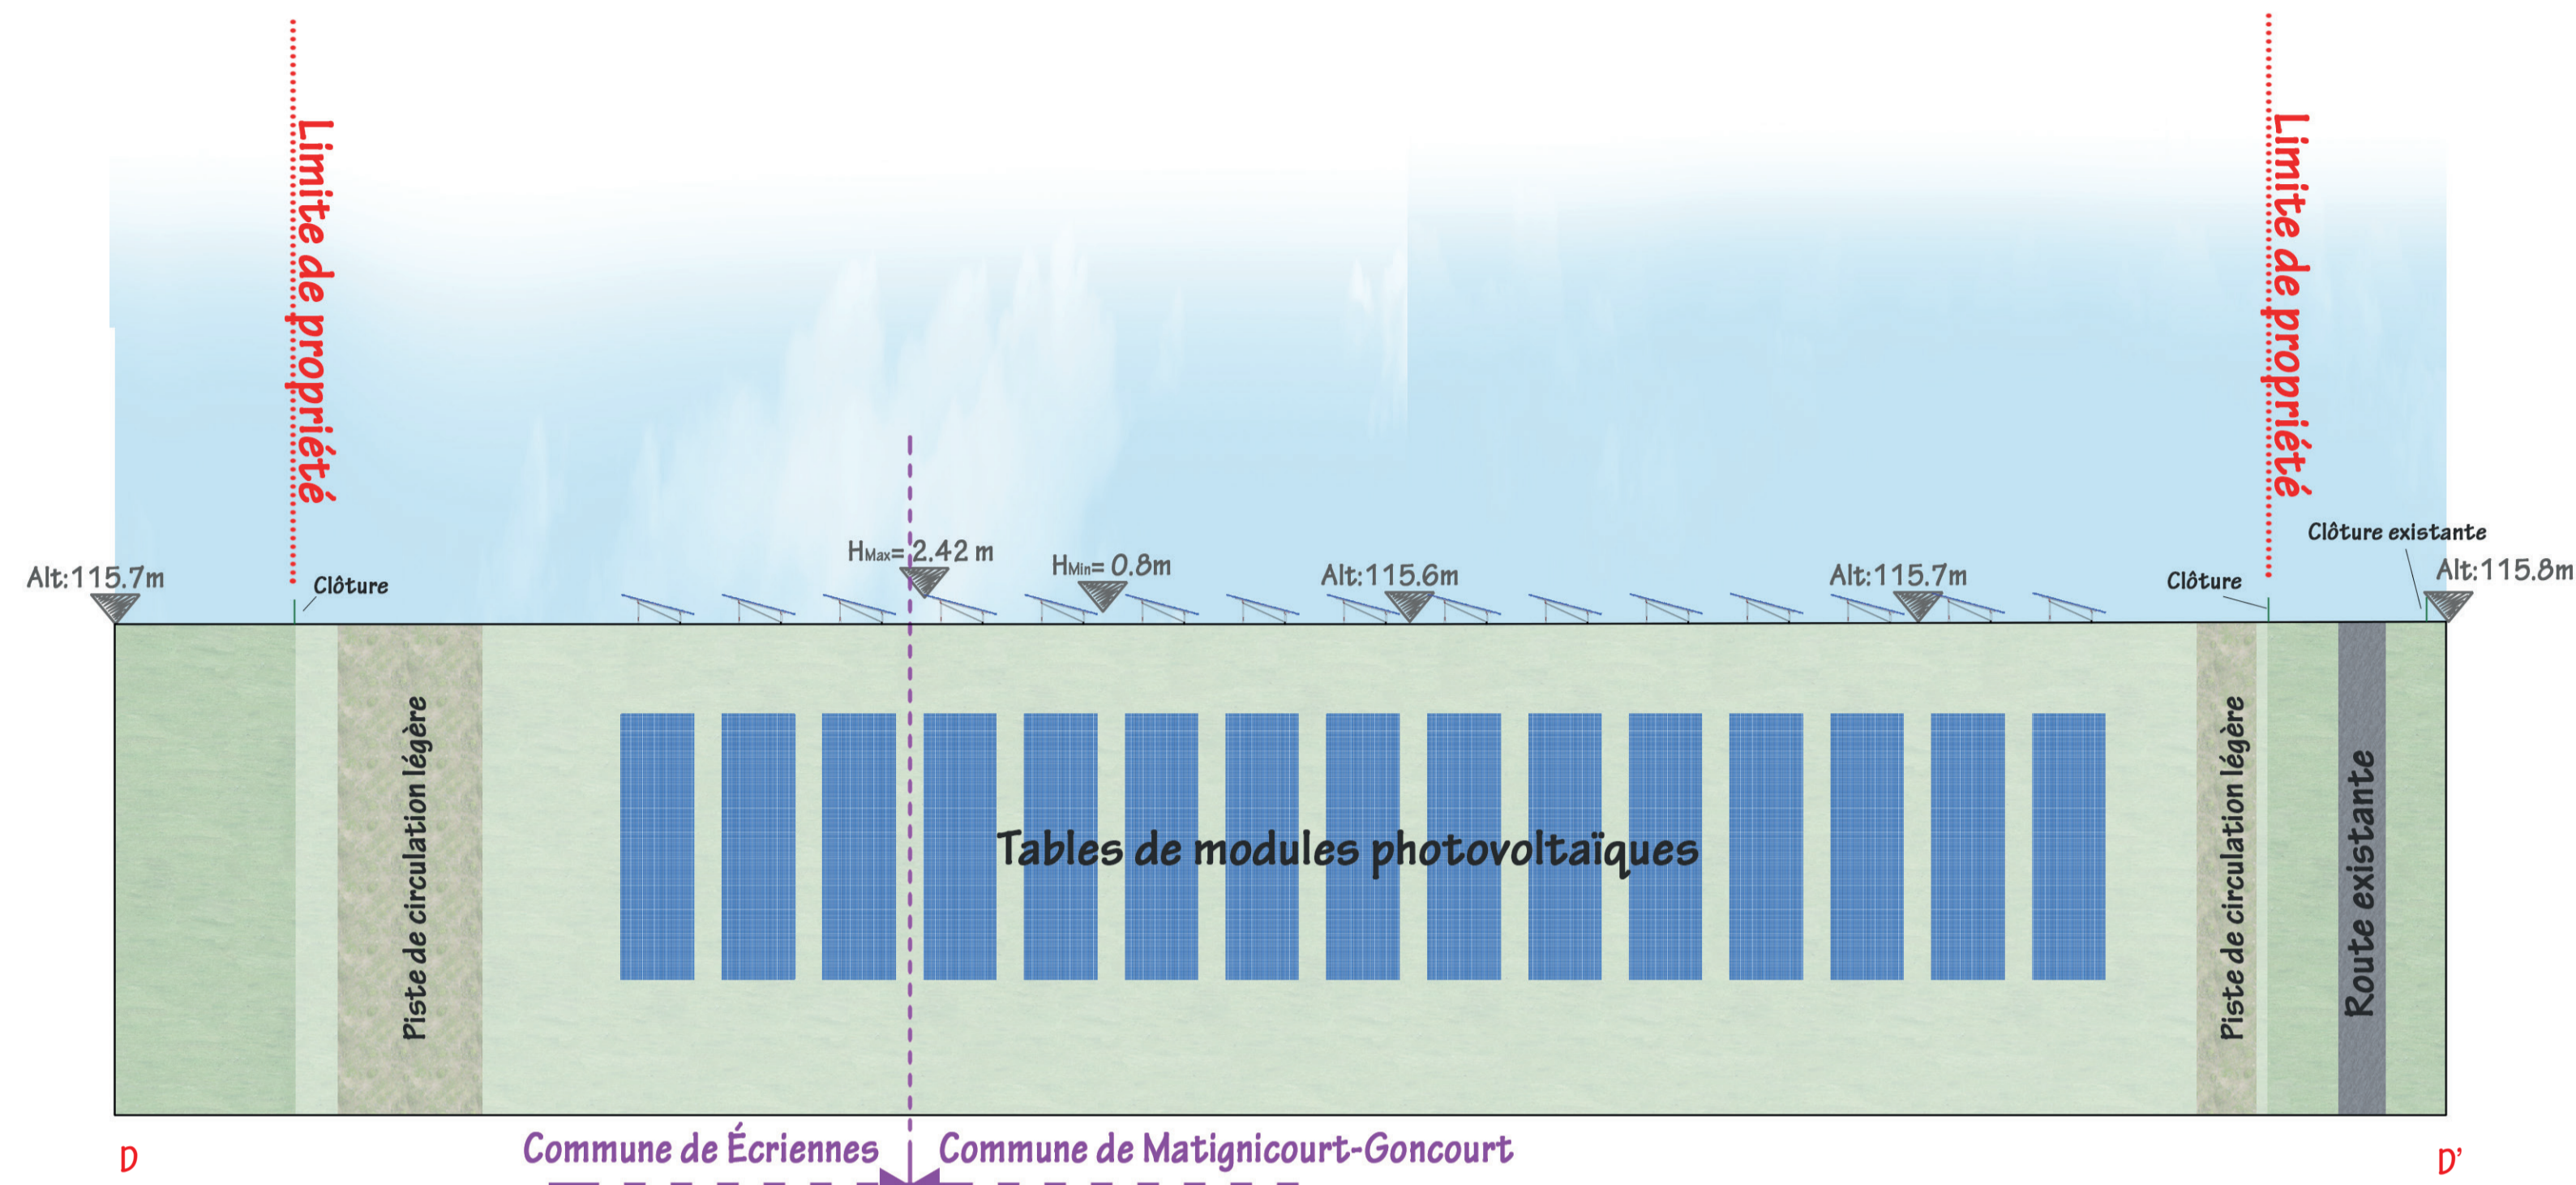 Limite de propriété
Limite de propriété
Clôture existante
HMax= 2.42 m
HMin= 0.8m
Alt:115.7m
Clôture
Alt:115.6m
Alt:115.7m
Clôture
Alt:115.8m
Piste de circulation légère
Tables de modules photovoltaïques
Piste de circulation légère
Route existante
Commune de Écriennes
Commune de Matignicourt-Goncourt
D
D'